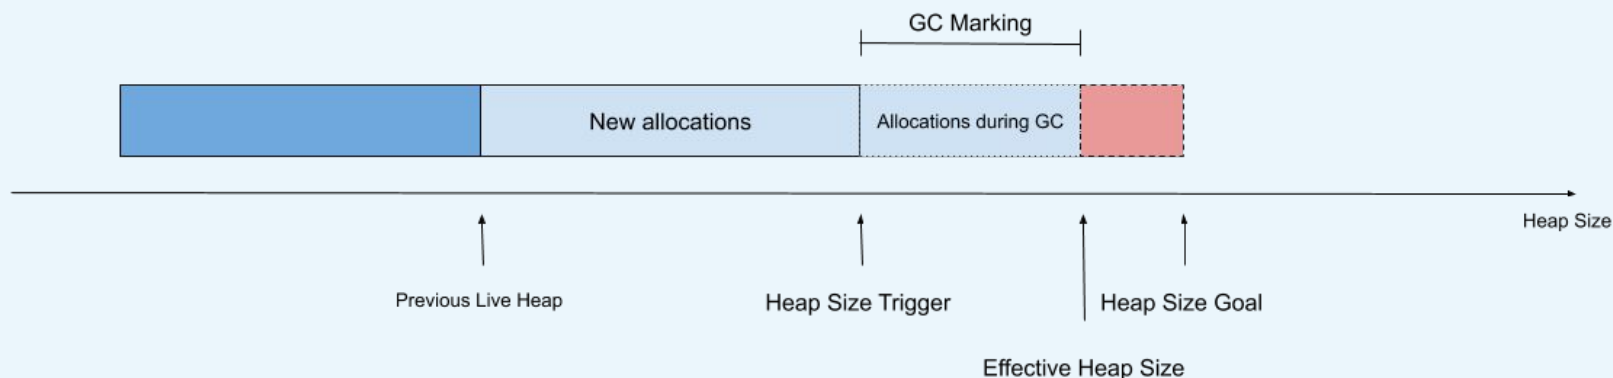 GC Marking
New allocations
Allocations during GC
Heap Size
Previous Live Heap
Heap Size Trigger
Heap Size Goal
Effective Heap Size